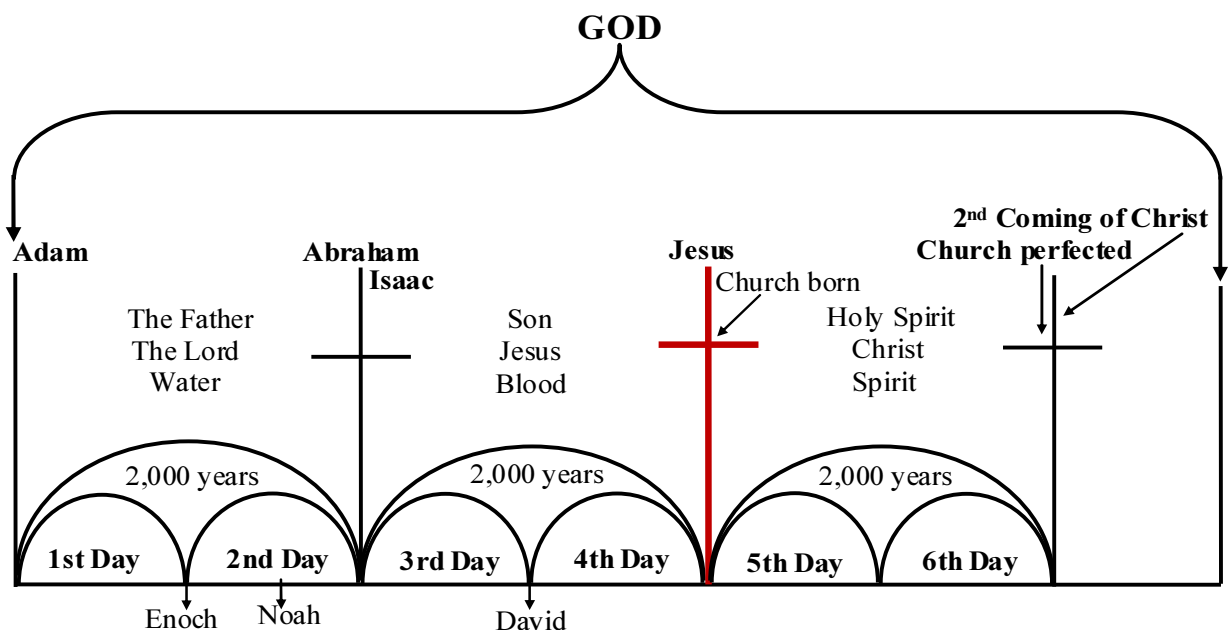 GOD
2nd Coming of Christ
Church perfected
Adam
Abraham
Isaac
Jesus
Church born
The Father
The Lord
Water
Son
Jesus
Blood
Holy Spirit
Christ
Spirit
2,000 years
2,000 years
2,000 years
1st Day
2nd Day
3rd Day
4th Day
5th Day
6th Day
Enoch
Noah
David